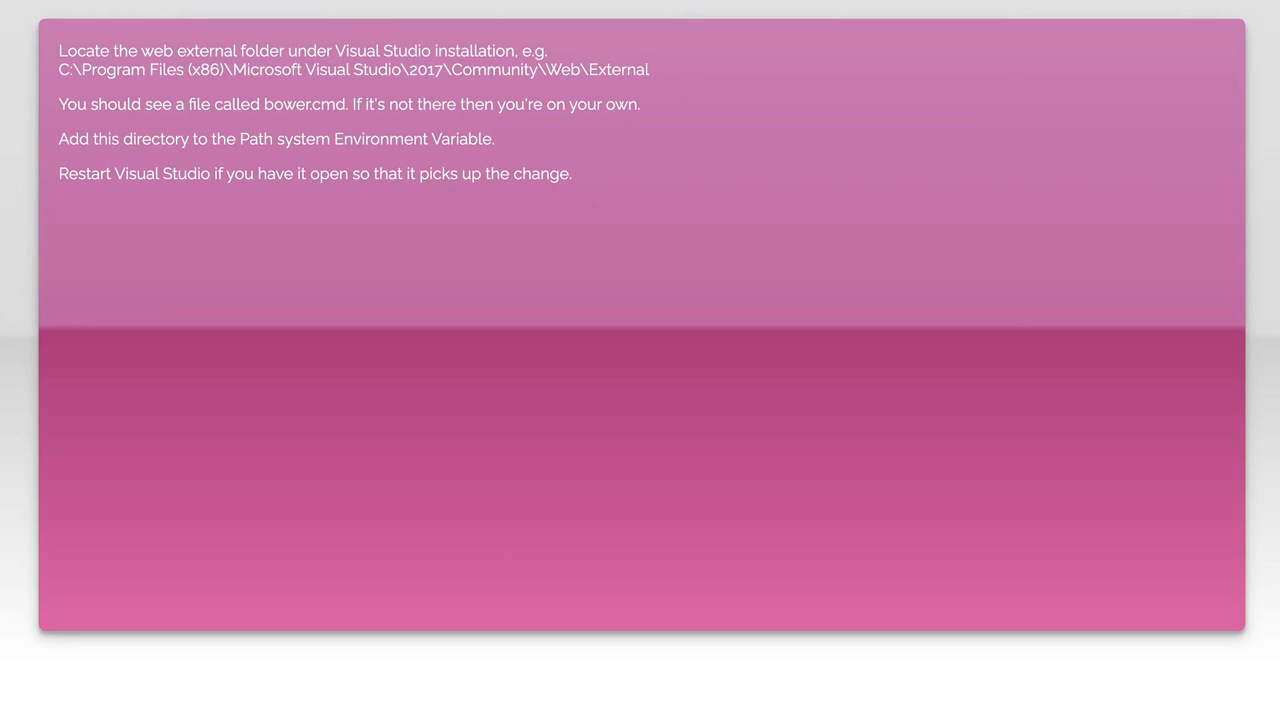 Locate the web external folder under Visual Studio installation, e.g.
C:\Program Files (x86)\Microsoft Visual Studio\2017\Community\Web\External
You should see a file called bower.cmd. If it's not there then you're on your own.
Add this directory to the Path system Environment Variable.
Restart Visual Studio if you have it open so that it picks up the change.